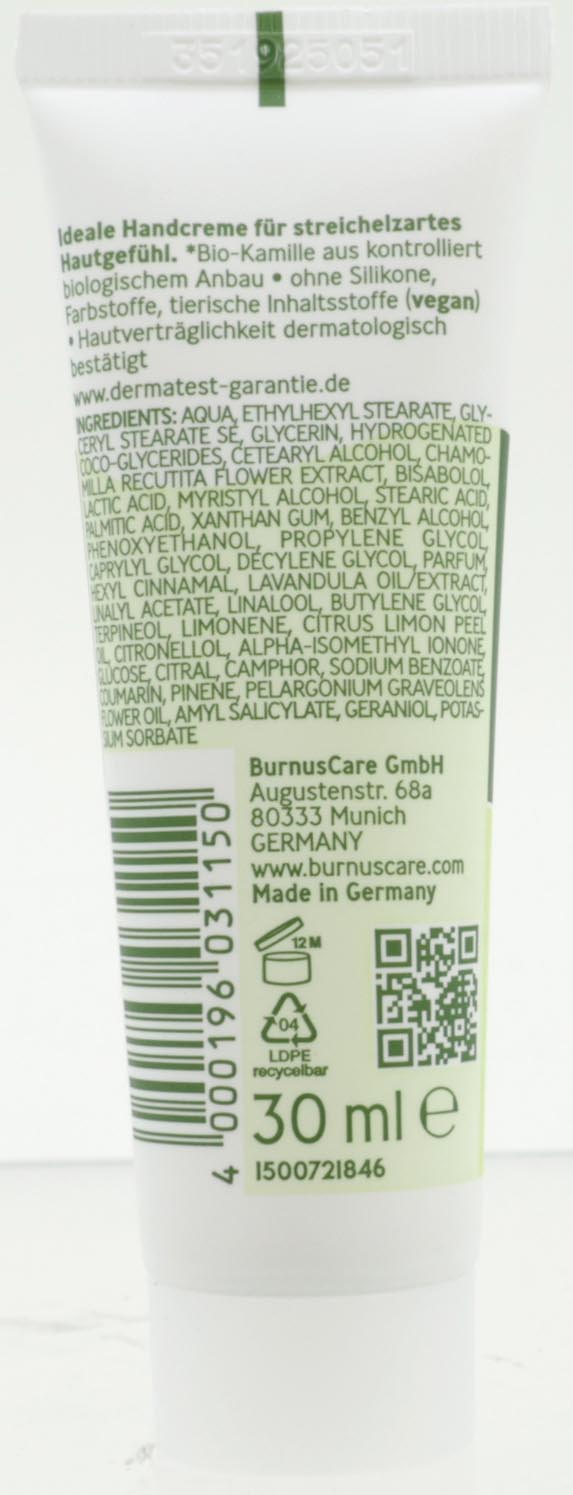 351925051
Ideale Handcreme für streichelzartes
Hautgefühl. *Bio-Kamille aus kontrolliert
biologischem Anbau • ohne Silikone,
Farbstoffe, tierische Inhaltsstoffe (vegan)
• Hautverträglichkeit dermatologisch
bestätigt
www.dermatest-garantie.de
INGREDIENTS: AQUA, ETHYLHEXYL STEARATE, GLY-
CERYL STEARATE SE, GLYCERIN, HYDROGENATED
COCO-GLYCERIDES, CETEARYL ALCOHOL, CHAMO-
MILLA RECUTITA FLOWER EXTRACT, BISABOLOL,
LACTIC ACID, MYRISTYL ALCOHOL, STEARIC ACID,
PALMITIC ACID, XANTHAN GUM, BENZYL ALCOHOL,
PHENOXYETHANOL, PROPYLENE GLYCOL,
CAPRYLYL GLYCOL, DECYLENE GLYCOL, PARFUM,
HEXYL CINNAMAL, LAVANDULA OIL/EXTRACT,
LINALYL ACETATE, LINALOOL, BUTYLENE GLYCOL,
TERPINEOL, LIMONENE, CITRUS LIMON PEEL
OIL, CITRONELLOL, ALPHA-ISOMETHYL IONONE,
GLUCOSE, CITRAL, CAMPHOR, SODIUM BENZOATE,
COUMARIN, PINENE, PELARGONIUM GRAVEOLENS
FLOWER OIL, AMYL SALICYLATE, GERANIOL, POTAS-
SIUM SORBATE
BurnusCare GmbH
Augustenstr. 68a
80333 Munich
GERMANY
www.burnuscare.com
Made in Germany
12 M
04
LDPE
recycelbar
30 ml e
1500721846
4 000196 031150